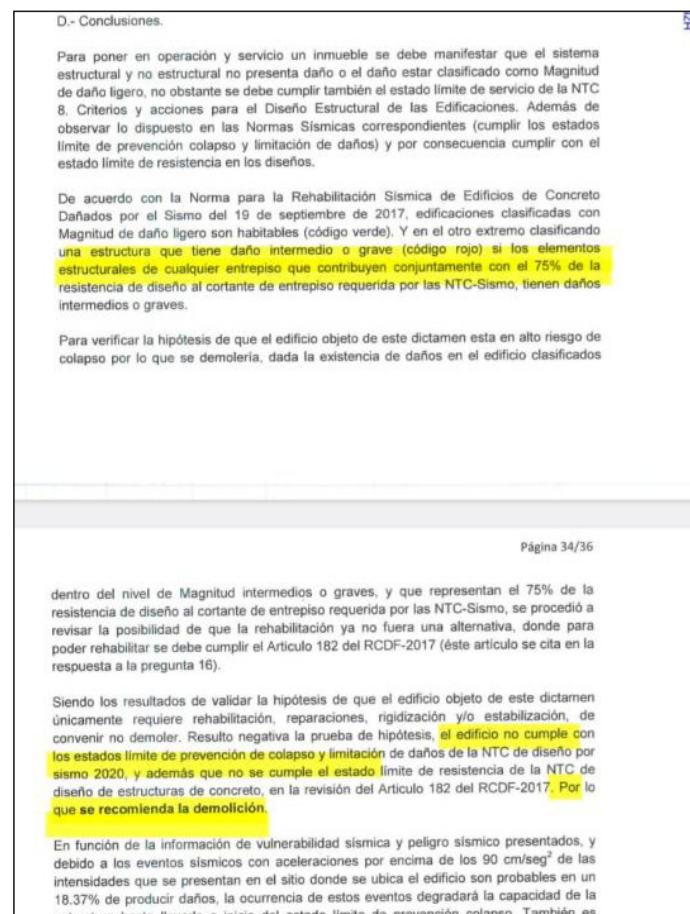 D.- Conclusiones.
Para poner en operación y servicio un inmueble se debe manifestar que el sistema
estructural y no estructural no presenta daño o el daño estar clasificado como Magnitud
de daño ligero, no obstante se debe cumplir también el estado límite de servicio de la NTC
8. Criterios y acciones para el Diseño Estructural de las Edificaciones. Además de
observar lo dispuesto en las Normas Sísmicas correspondientes (cumplir los estados
límite de prevención colapso y limitación de daños) y por consecuencia cumplir con el
estado límite de resistencia en los diseños.
De acuerdo con la Norma para la Rehabilitación Sísmica de Edificios de Concreto
Dañados por el Sismo del 19 de septiembre de 2017, edificaciones clasificadas con
Magnitud de daño ligero son habitables (código verde). Y en el otro extremo clasificando
una estructura que tiene daño intermedio o grave (código rojo) si los elementos
estructurales de cualquier entrepiso que contribuyen conjuntamente con el 75% de la
resistencia de diseño al cortante de entrepiso requerida por las NTC-Sismo, tienen daños
intermedios o graves.
Para verificar la hipótesis de que el edificio objeto de este dictamen esta en alto riesgo de
colapso por lo que se demolería, dada la existencia de daños en el edificio clasificados
Página 34/36
dentro del nivel de Magnitud intermedios o graves, y que representan el 75% de la
resistencia de diseño al cortante de entrepiso requerida por las NTC-Sismo, se procedió a
revisar la posibilidad de que la rehabilitación ya no fuera una alternativa, donde para
poder rehabilitar se debe cumplir el Articulo 182 del RCDF-2017 (éste artículo se cita en la
respuesta a la pregunta 16).
Siendo los resultados de validar la hipótesis de que el edificio objeto de este dictamen
únicamente requiere rehabilitación, reparaciones, rigidización y/o estabilización, de
convenir no demoler. Resulto negativa la prueba de hipótesis, el edificio no cumple con
los estados límite de prevención de colapso y limitación de daños de la NTC de diseño por
sismo 2020, y además que no se cumple el estado límite de resistencia de la NTC de
diseño de estructuras de concreto, en la revisión del Articulo 182 del RCDF-2017. Por lo
que se recomienda la demolición.
En función de la información de vulnerabilidad sísmica y peligro sísmico presentados, y
debido a los eventos sísmicos con aceleraciones por encima de los 90 cm/seg² de las
intensidades que se presentan en el sitio donde se ubica el edificio son probables en un
18.37% de producir daños, la ocurrencia de estos eventos degradará la capacidad de la